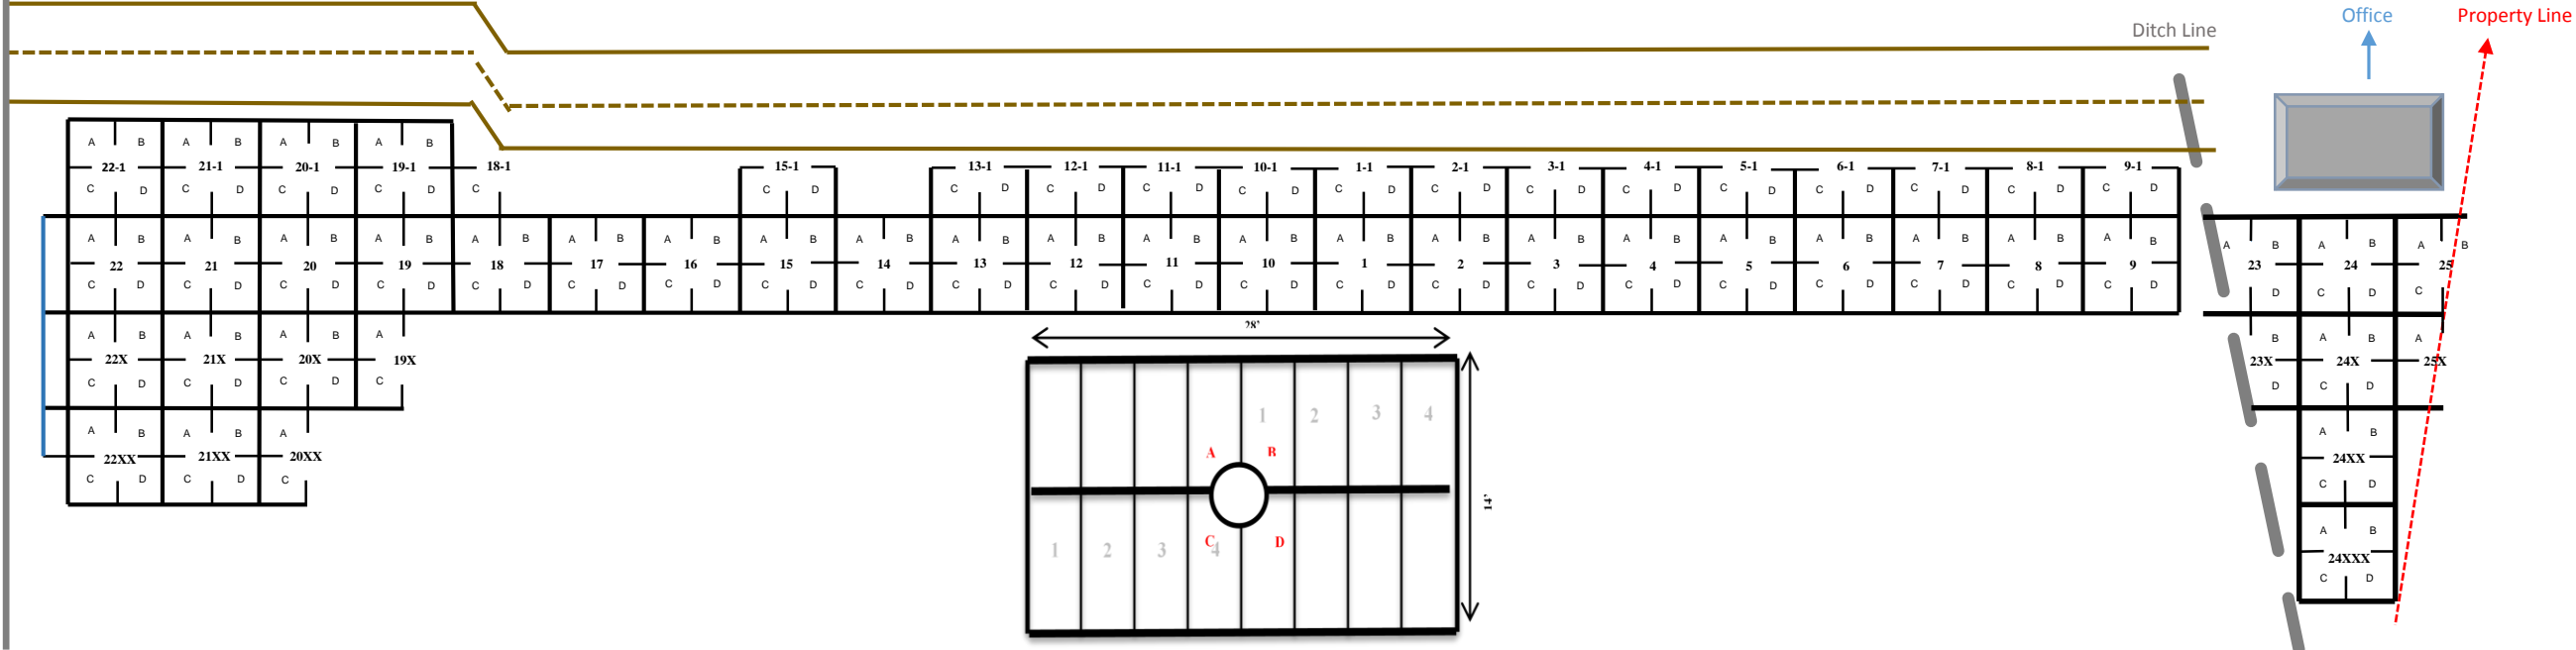 Office Property Line
Ditch Line
A B A B A B A B
22-1 21-1 20-1 19-1 18-1 15-1 13-1 12-1 11-1 10-1 1-1 2-1 3-1 4-1 5-1 6-1 7-1 8-1 9-1
C D C D C D C D C C D C D C D C D C D C D C D C D C D C D C D C D C D C D
A B A B A B A B A B A B A B A B A B A B A B A B A B A B A B A B A B A B A B A B A B A B A B A B A B
22 21 20 19 18 17 16 15 14 13 12 11 10 1 2 3 4 5 6 7 8 9 23 24 25
C D C D C D C D C D C D C D C D C D C D C D C D C D C D C D C D C D C D C D C D C D C D D C D C
28'
A B A B A B A B A B A
22X 21X 20X 19X 23X 24X 25X
C D C D C D C D C D
1 2 3 4
A B A B A A B
A B
22XX 21XX 20XX 24XX
C D C D C C D
14'
C D
1 2 3 4
A B
24XXX
C D